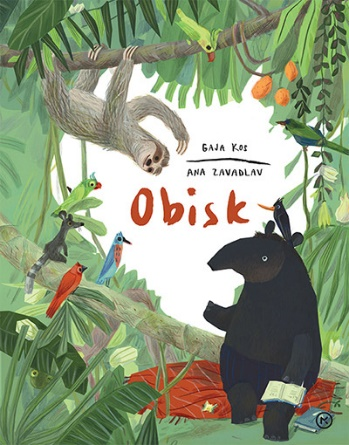 GAJA KOS
ANA ZAVADLAV
Obisk
M